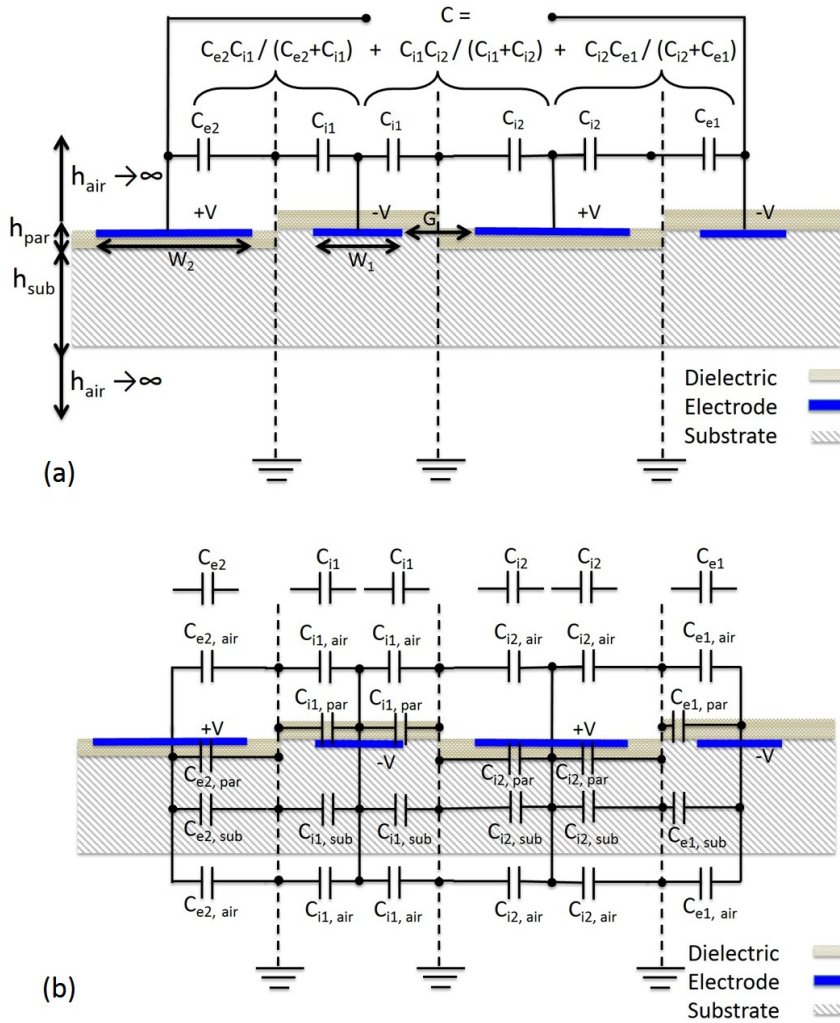 C =
Ce2Ci1 / (Ce2+Ci1) + Ci1Ci2 / (Ci1+Ci2) + Ci2Ce1 / (Ci2+Ce1)
Ce2 Ci1 Ci1 Ci2 Ci2 Ce1
hair → ∞
+V -V G +V -V
hpar
W2 W1
hsub
hair → ∞
Dielectric
Electrode
Substrate
(a)
Ce2 Ci1 Ci1 Ci2 Ci2 Ce1
Ce2, air Ci1, air Ci1, air Ci2, air Ci2, air Ce1, air
Ci1, par Ci1, par Ce1, par
+V -V +V -V
Ce2, par Ci2, par Ci2, par
Ce2, sub Ci1, sub Ci1, sub Ci2, sub Ci2, sub Ce1, sub
Ce2, air Ci1, air Ci1, air Ci2, air Ci2, air Ce1, air
Dielectric
(b) Electrode
Substrate